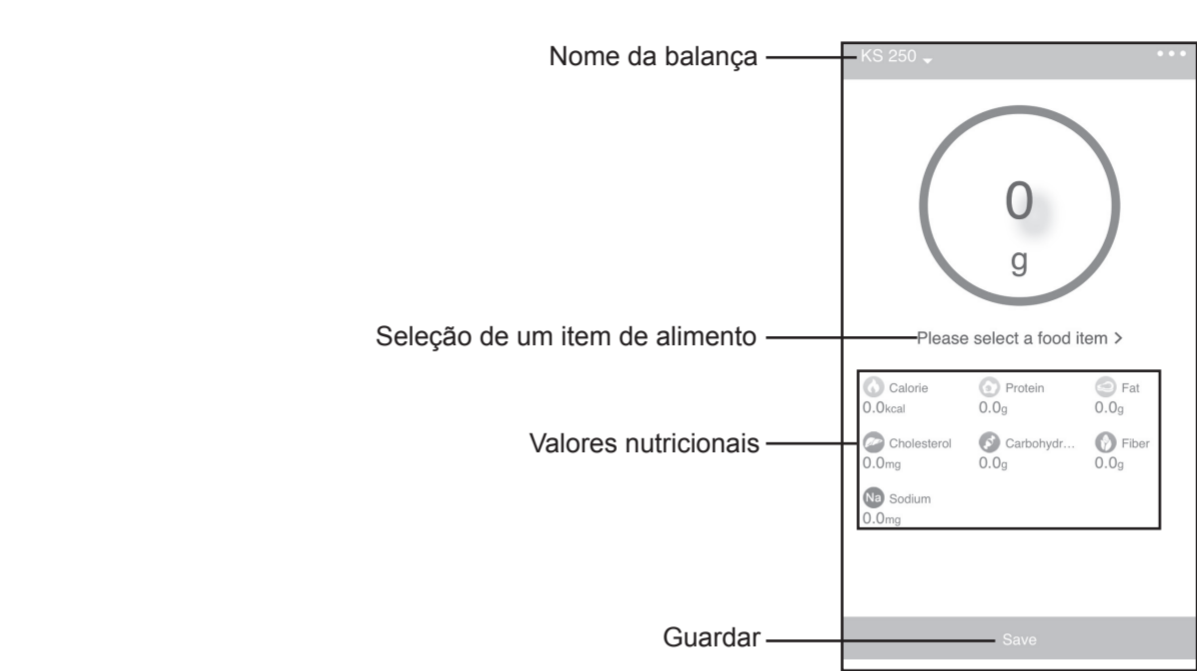 Nome da balança
KS 250
0
g
Seleção de um item de alimento
Please select a food item >
Calorie Protein Fat
0.0kcal 0.0g 0.0g
Valores nutricionais
Cholesterol Carbohydr... Fiber
0.0mg 0.0g 0.0g
Na Sodium
0.0mg
Guardar
Save